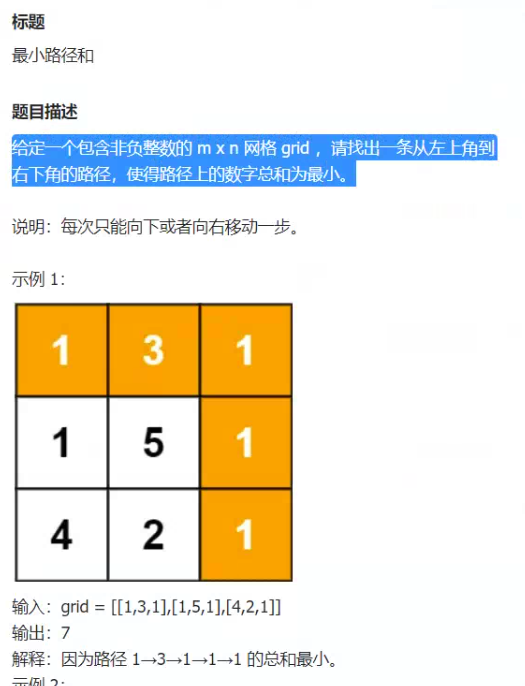 标题
最小路径和
题目描述
给定一个包含非负整数的 m x n 网格 grid ，请找出一条从左上角到
右下角的路径，使得路径上的数字总和为最小。
说明：每次只能向下或者向右移动一步。
示例 1：
1 3 1
1 5 1
4 2 1
输入：grid = [[1,3,1],[1,5,1],[4,2,1]]
输出：7
解释：因为路径 1→3→1→1→1 的总和最小。
示例 2：